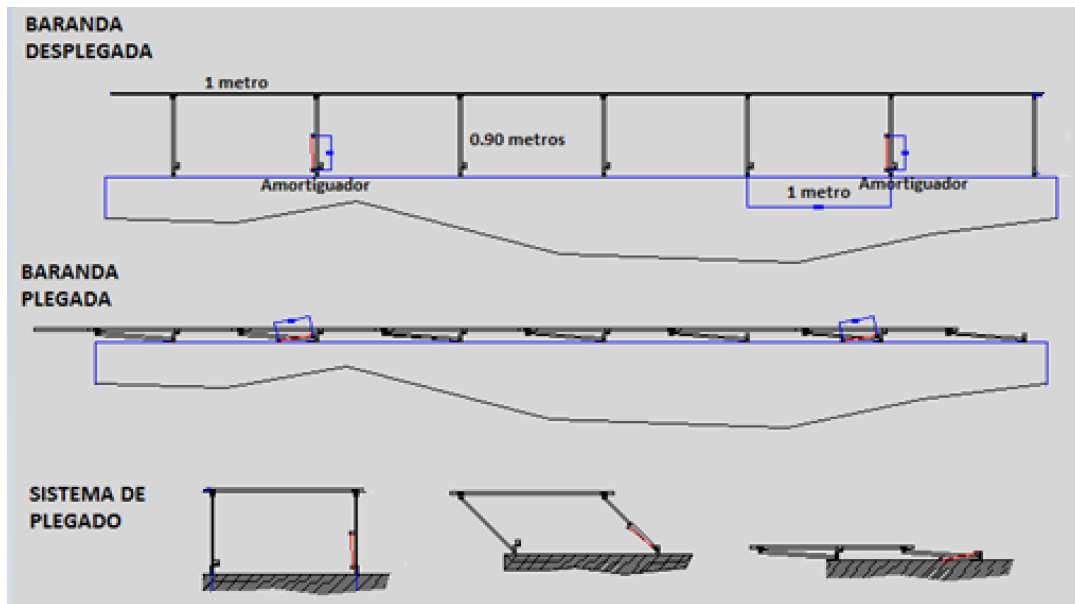 BARANDA
DESPLEGADA
1 metro
0.90 metros
Amortiguador
1 metro
Amortiguador
BARANDA
PLEGADA
SISTEMA DE
PLEGADO